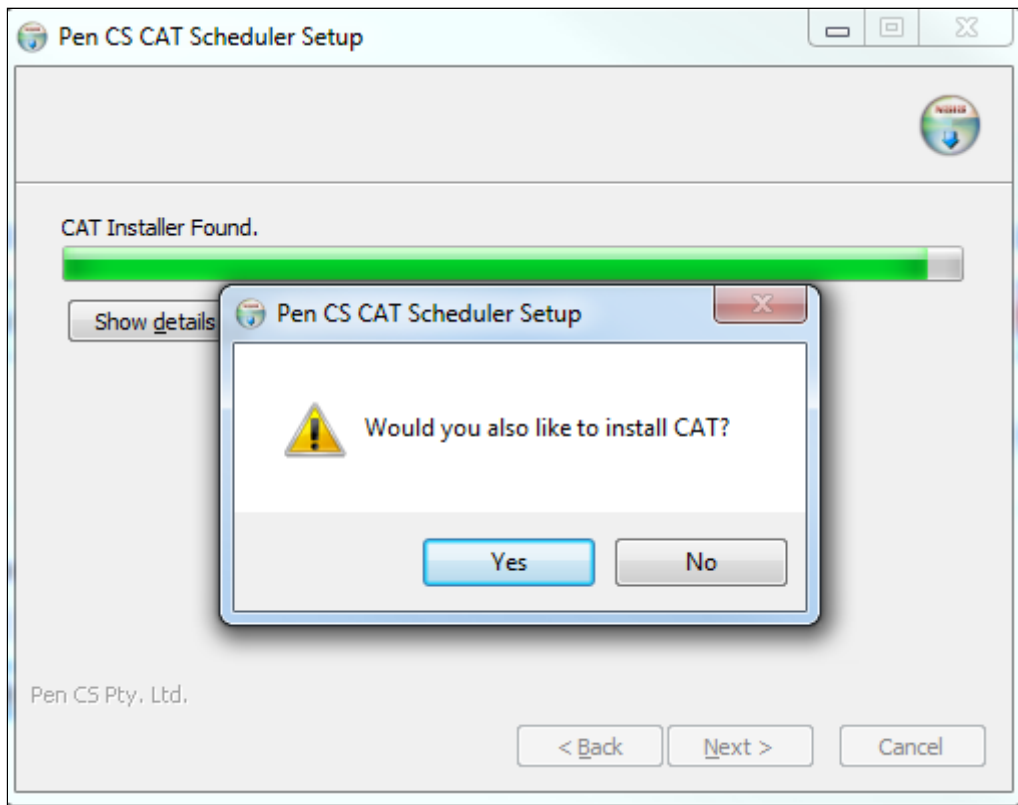 Pen CS CAT Scheduler Setup
CAT Installer Found.
Show details
Pen CS CAT Scheduler Setup
Would you also like to install CAT?
Yes
No
Pen CS Pty. Ltd.
< Back
Next >
Cancel